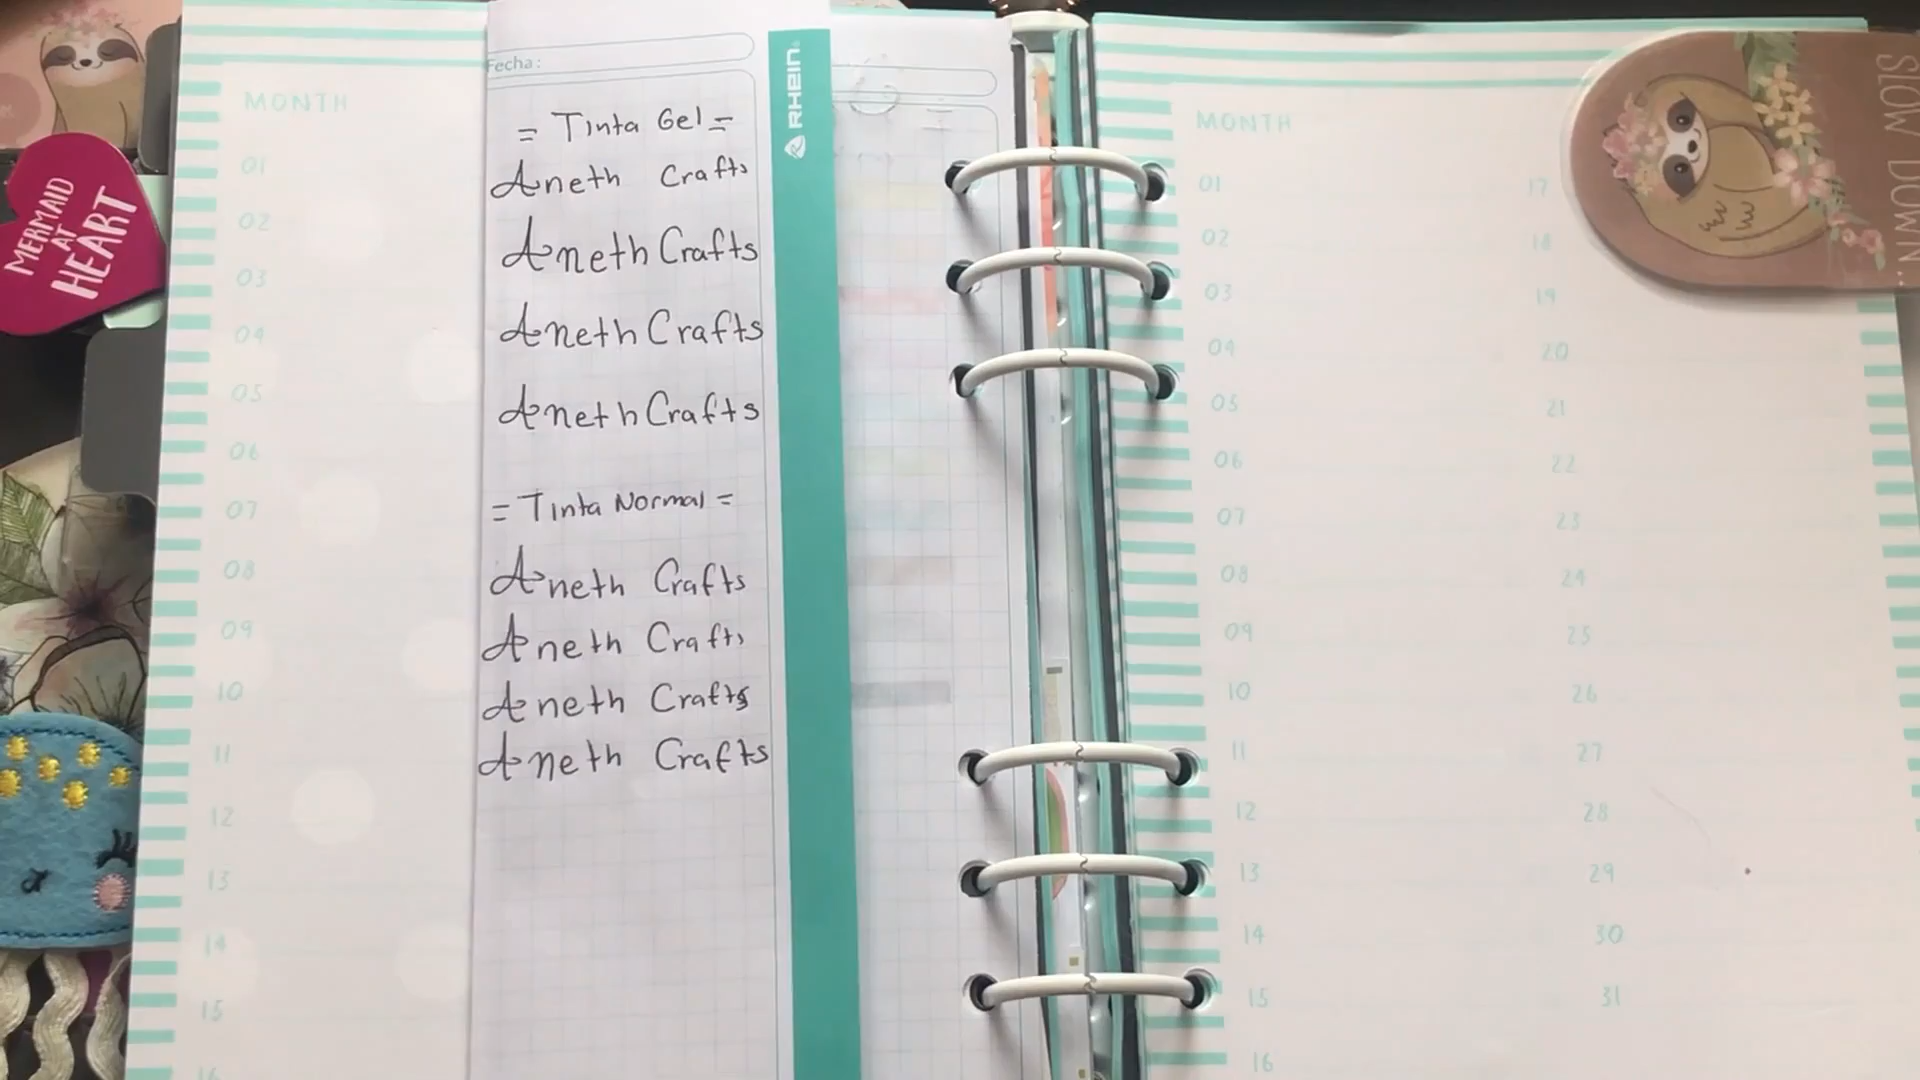 MERMAID
AT
HEART
MONTH
01
02
03
04
05
06
07
08
09
10
11
12
13
14
15
16
Fecha:
= Tinta Gel =
Aneth Crafts
Aneth Crafts
Aneth Crafts
Aneth Crafts
= Tinta Normal =
Aneth Crafts
Aneth Crafts
Aneth Crafts
Aneth Crafts
RHEIN
MONTH
01
02
03
04
05
06
07
08
09
10
11
12
13
14
15
16
17
18
19
20
21
22
23
24
25
26
27
28
29
30
31
SLOW DOWN..